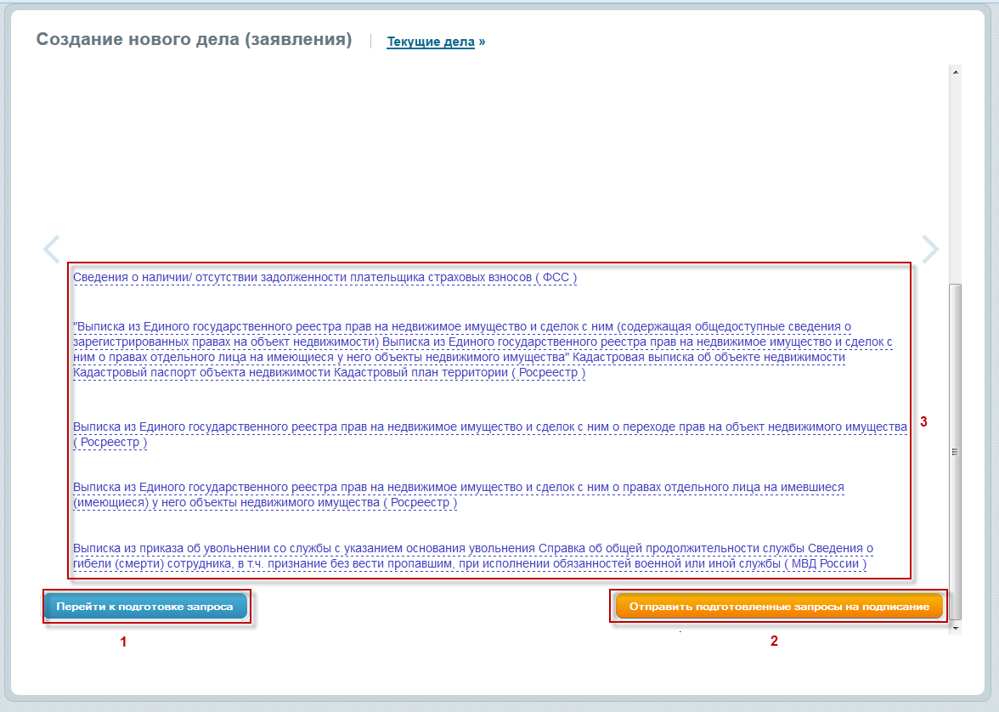 Создание нового дела (заявления) Текущие дела »
Сведения о наличии/ отсутствии задолженности плательщика страховых взносов ( ФСС )
"Выписка из Единого государственного реестра прав на недвижимое имущество и сделок с ним (содержащая общедоступные сведения о
зарегистрированных правах на объект недвижимости) Выписка из Единого государственного реестра прав на недвижимое имущество и сделок с
ним о правах отдельного лица на имеющиеся у него объекты недвижимого имущества" Кадастровая выписка об объекте недвижимости
Кадастровый паспорт объекта недвижимости Кадастровый план территории ( Росреестр )
Выписка из Единого государственного реестра прав на недвижимое имущество и сделок с ним о переходе прав на объект недвижимого имущества
( Росреестр )
3
Выписка из Единого государственного реестра прав на недвижимое имущество и сделок с ним о правах отдельного лица на имевшиеся
(имеющиеся) у него объекты недвижимого имущества ( Росреестр )
Выписка из приказа об увольнении со службы с указанием основания увольнения Справка об общей продолжительности службы Сведения о
гибели (смерти) сотрудника, в т.ч. признание без вести пропавшим, при исполнении обязанностей военной или иной службы ( МВД России )
Перейти к подготовке запроса Отправить подготовленные запросы на подписание
1 2